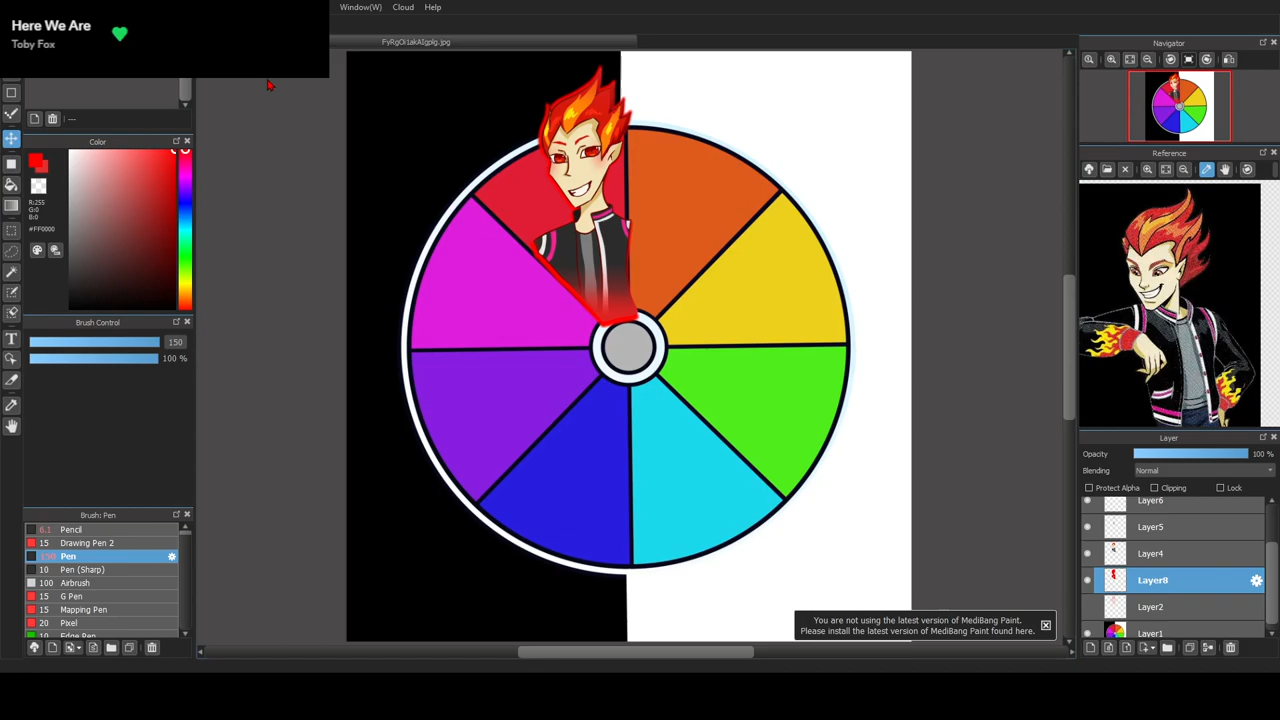 Here We Are
Toby Fox
Window(W) Cloud Help
FyRgOi1akAIgplg.jpg
---
Color
R:255
G:0
B:0
#FF0000
Brush Control
150
100 %
Brush: Pen
6.1 Pencil
15 Drawing Pen 2
150 Pen
10 Pen (Sharp)
100 Airbrush
15 G Pen
15 Mapping Pen
20 Pixel
10 Edge Pen
Navigator
Reference
Layer
Opacity 100 %
Blending Normal
Protect Alpha Clipping Lock
Layer6
Layer5
Layer4
Layer8
Layer2
Layer1
You are not using the latest version of MediBang Paint.
Please install the latest version of MediBang Paint found here.